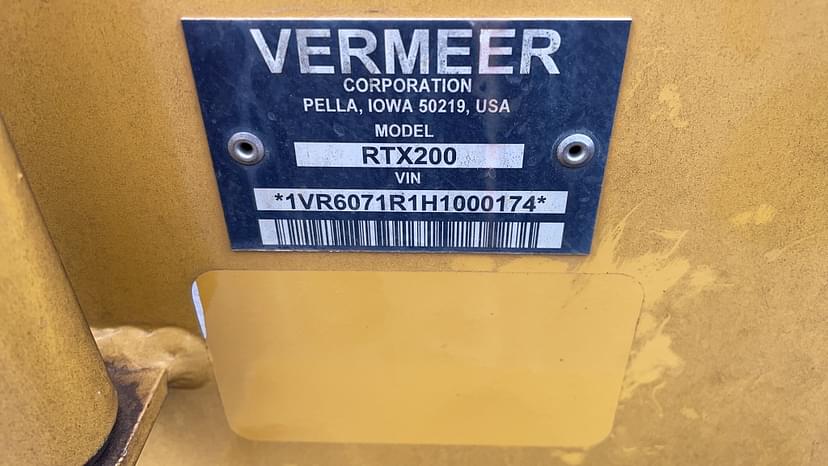 VERMEER
CORPORATION
PELLA, IOWA 50219, USA
MODEL
RTX200
VIN
*1VR6071R1H1000174*